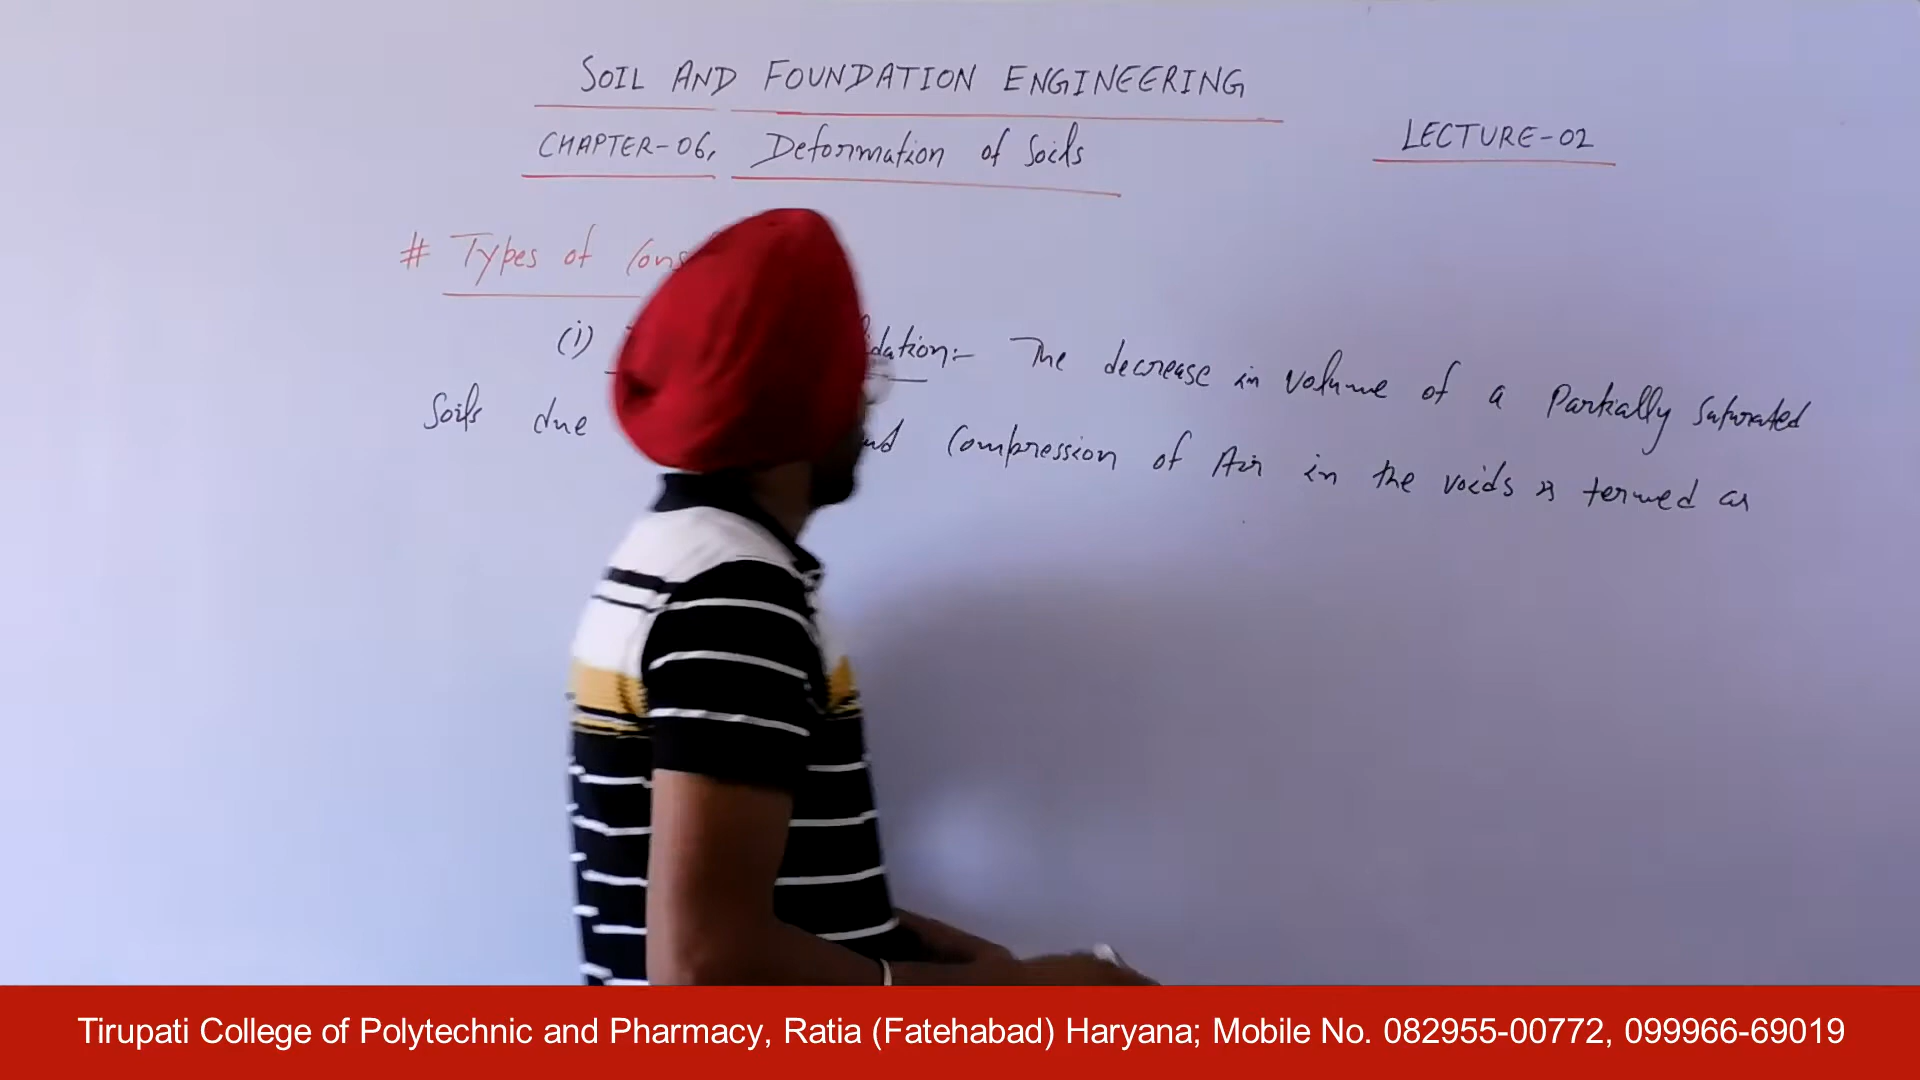 SOIL AND FOUNDATION ENGINEERING
CHAPTER-06, Deformation of Soils
LECTURE-02
# Types of
(i) The decrease in volume of a Partially Saturated
Soils due Compression of Air in the voids is termed as
Tirupati College of Polytechnic and Pharmacy, Ratia (Fatehabad) Haryana; Mobile No. 082955-00772, 099966-69019